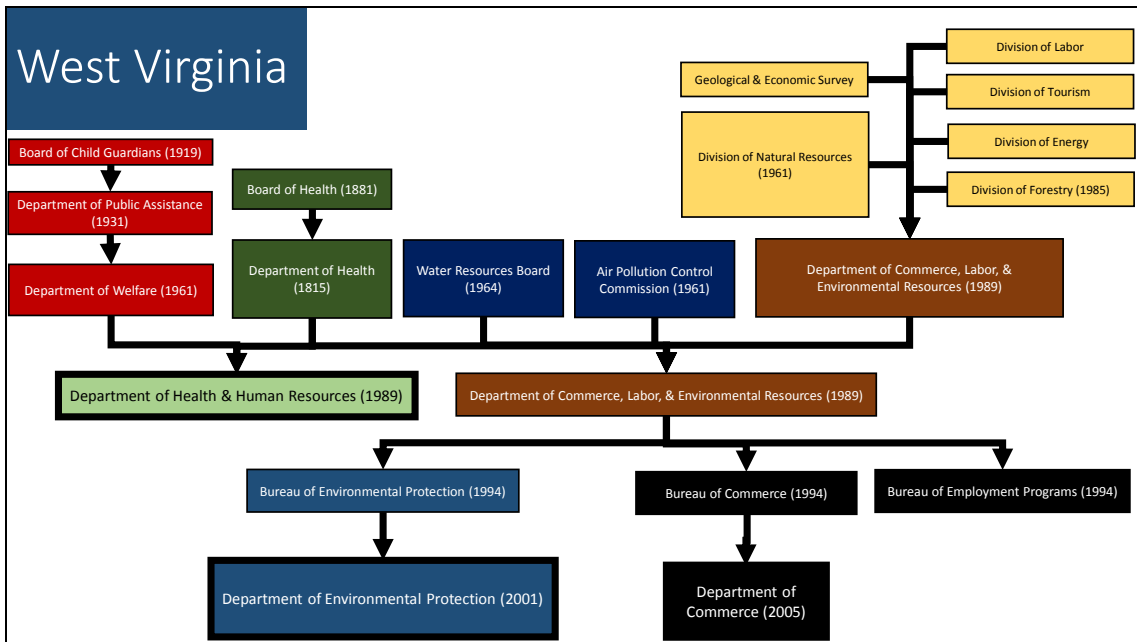 West Virginia
Division of Labor
Geological & Economic Survey
Division of Tourism
Division of Natural Resources
(1961)
Division of Energy
Division of Forestry (1985)
Board of Child Guardians (1919)
Board of Health (1881)
Department of Public Assistance
(1931)
Department of Welfare (1961)
Department of Health
(1815)
Water Resources Board
(1964)
Air Pollution Control
Commission (1961)
Department of Commerce, Labor, &
Environmental Resources (1989)
Department of Health & Human Resources (1989)
Department of Commerce, Labor, & Environmental Resources (1989)
Bureau of Environmental Protection (1994)
Bureau of Commerce (1994)
Bureau of Employment Programs (1994)
Department of Environmental Protection (2001)
Department of
Commerce (2005)